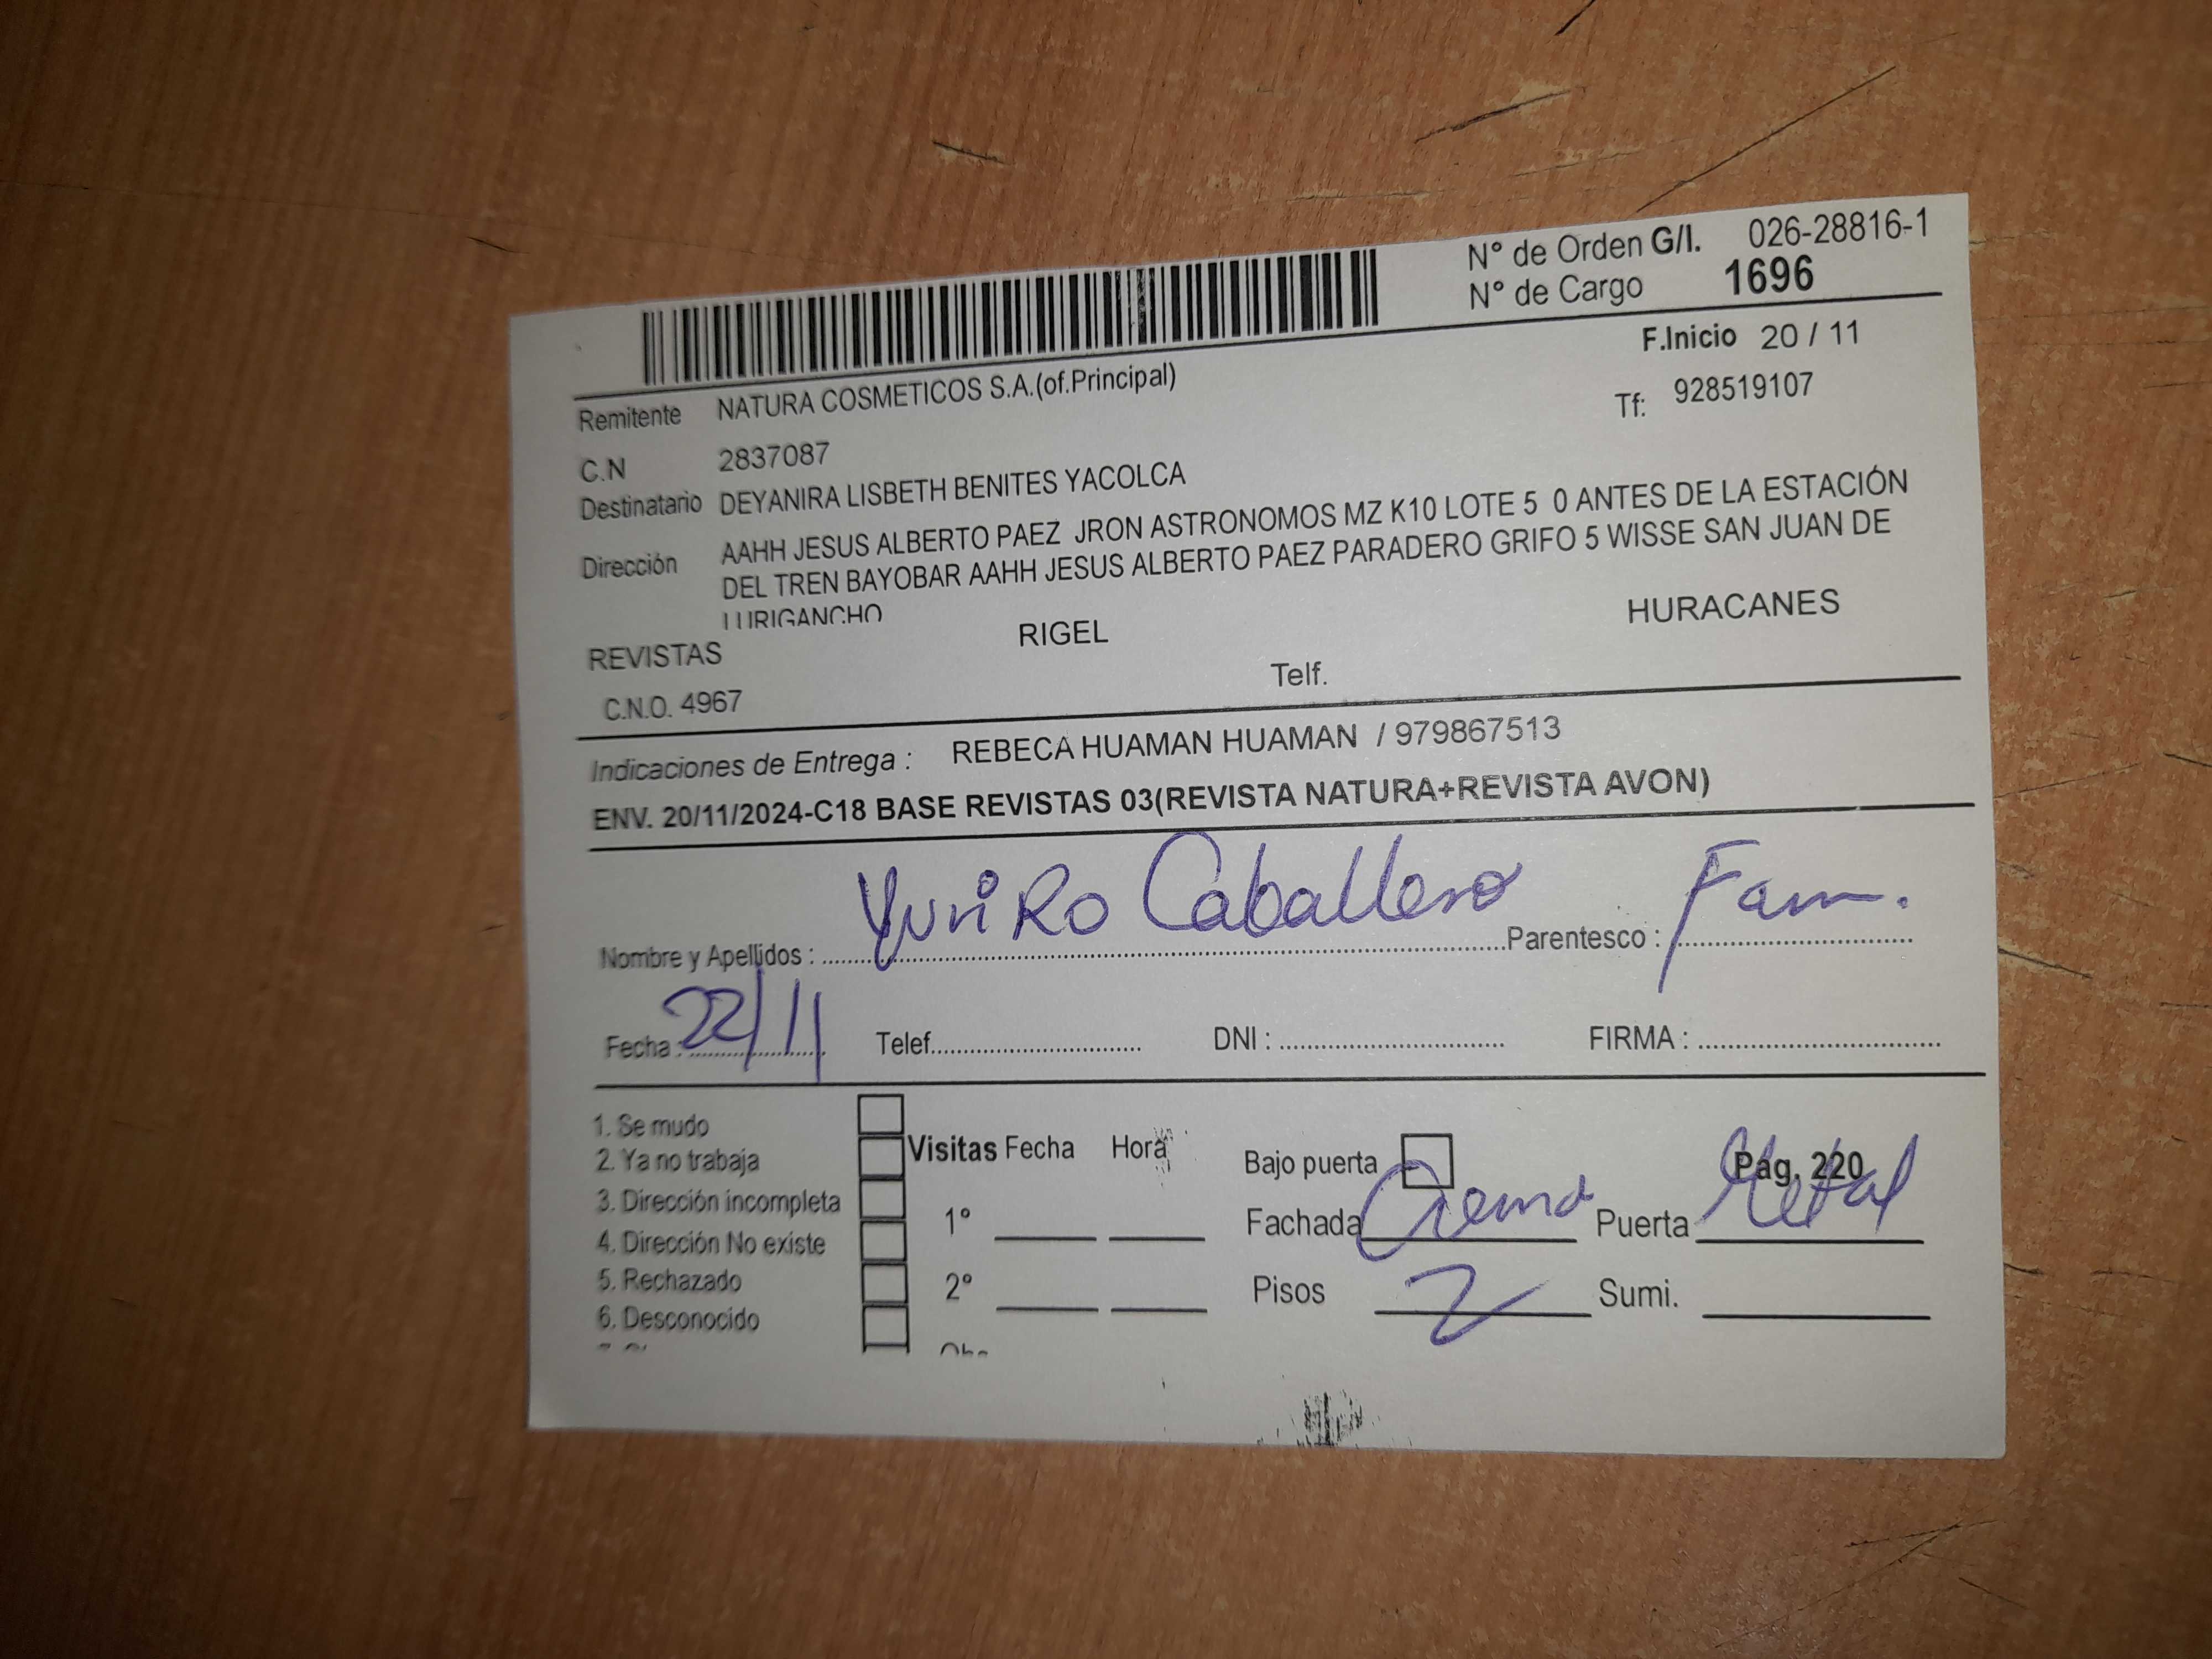 N° de Orden G/I. 026-28816-1
N° de Cargo 1696
F.Inicio 20 / 11
Remitente NATURA COSMETICOS S.A.(of.Principal)
Tf: 928519107
C.N 2837087
Destinatario DEYANIRA LISBETH BENITES YACOLCA
Dirección AAHH JESUS ALBERTO PAEZ JRON ASTRONOMOS MZ K10 LOTE 5 0 ANTES DE LA ESTACIÓN
DEL TREN BAYOBAR AAHH JESUS ALBERTO PAEZ PARADERO GRIFO 5 WISSE SAN JUAN DE
LURIGANCHO
REVISTAS RIGEL HURACANES
C.N.O. 4967 Telf.
Indicaciones de Entrega : REBECA HUAMAN HUAMAN / 979867513
ENV. 20/11/2024-C18 BASE REVISTAS 03(REVISTA NATURA+REVISTA AVON)
Nombre y Apellidos : YuriRo Caballero Parentesco : Fam.
Fecha : 22/11 Telef. DNI : FIRMA :
1. Se mudo
2. Ya no trabaja Visitas Fecha Hora Bajo puerta Pag. 220
3. Dirección incompleta 1° Fachada Crema Puerta Metal
4. Dirección No existe
5. Rechazado 2° Pisos 2 Sumi.
6. Desconocido